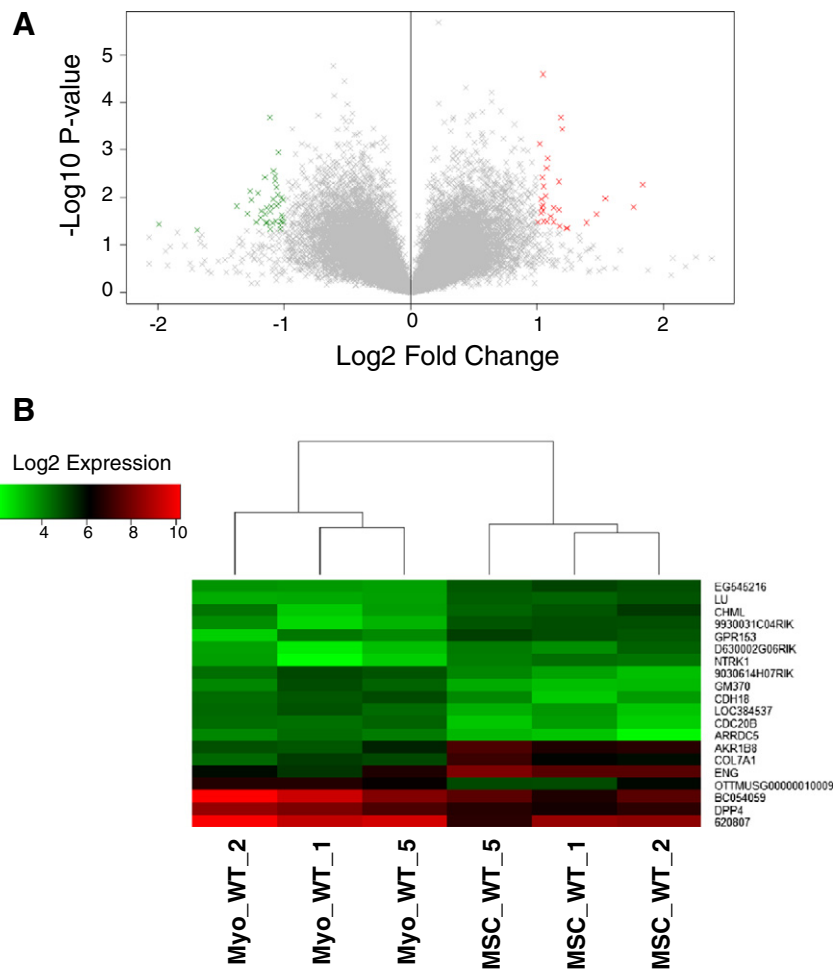 A
-Log10 P-value
5
4
3
2
1
0
-2
-1
0
1
2
Log2 Fold Change
B
Log2 Expression
4
6
8
10
EG545216
LU
CHML
9930031C04RIK
GPR153
D630002G06RIK
NTRK1
9030614H07RIK
GM370
CDH18
LOC384537
CDC20B
ARRDC5
AKR1B8
COL7A1
ENG
OTTMUSG00000010009
BC054059
DPP4
620807
Myo_WT_2
Myo_WT_1
Myo_WT_5
MSC_WT_5
MSC_WT_1
MSC_WT_2